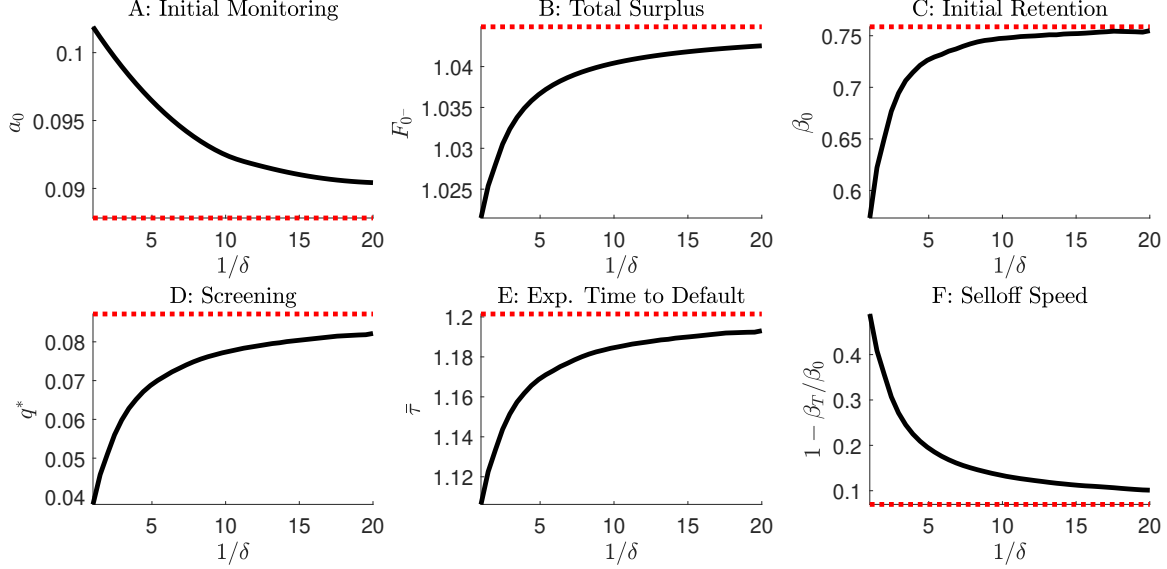 A: Initial Monitoring
0.1
0.095
0.09
a₀
5 10 15 20
1/δ
B: Total Surplus
1.04
1.035
1.03
1.025
F₀₋
5 10 15 20
1/δ
C: Initial Retention
0.75
0.7
0.65
0.6
β₀
5 10 15 20
1/δ
D: Screening
0.08
0.07
0.06
0.05
0.04
q*
5 10 15 20
1/δ
E: Exp. Time to Default
1.2
1.18
1.16
1.14
1.12
τ̄̄
5 10 15 20
1/δ
F: Selloff Speed
0.4
0.3
0.2
0.1
1 − β_T/β₀
5 10 15 20
1/δ